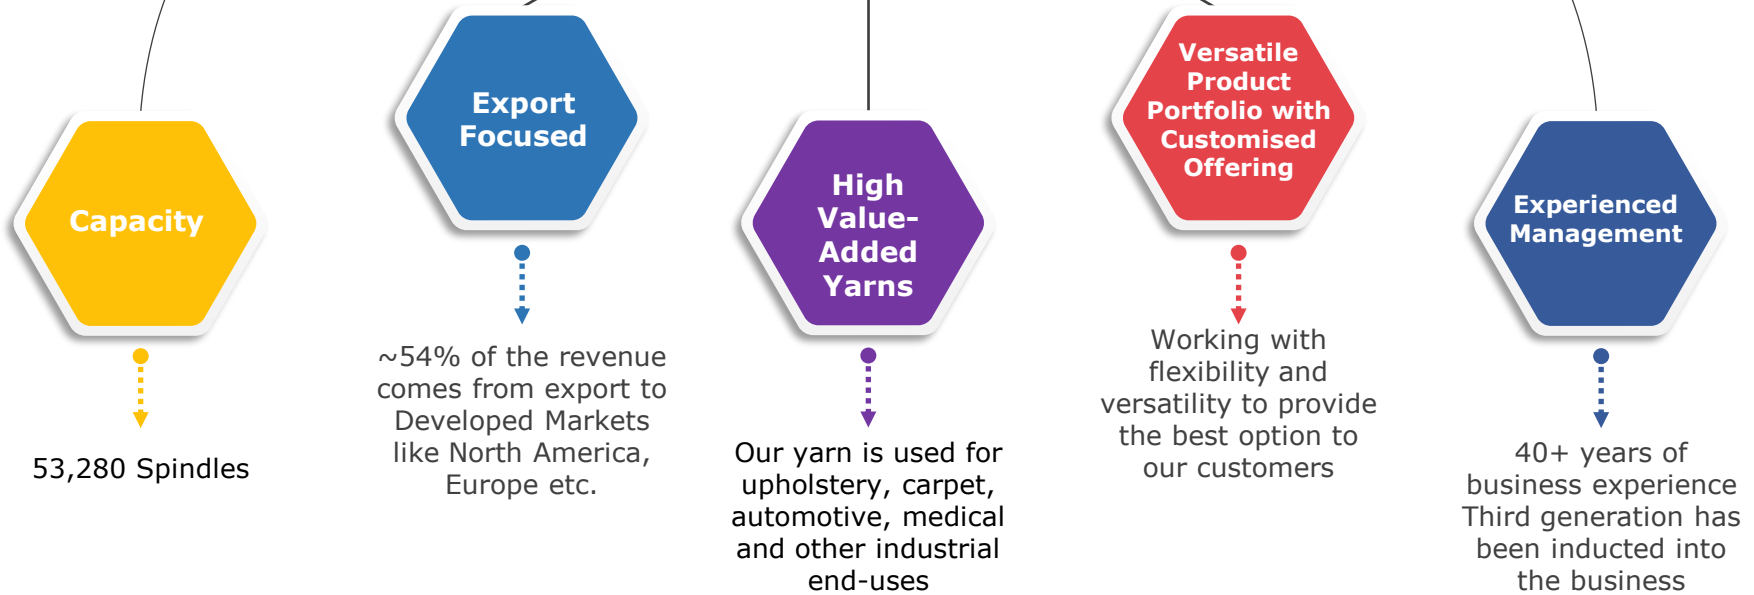 Capacity
53,280 Spindles
Export
Focused
~54% of the revenue
comes from export to
Developed Markets
like North America,
Europe etc.
High
Value-
Added
Yarns
Our yarn is used for
upholstery, carpet,
automotive, medical
and other industrial
end-uses
Versatile
Product
Portfolio with
Customised
Offering
Working with
flexibility and
versatility to provide
the best option to
our customers
Experienced
Management
40+ years of
business experience
Third generation has
been inducted into
the business